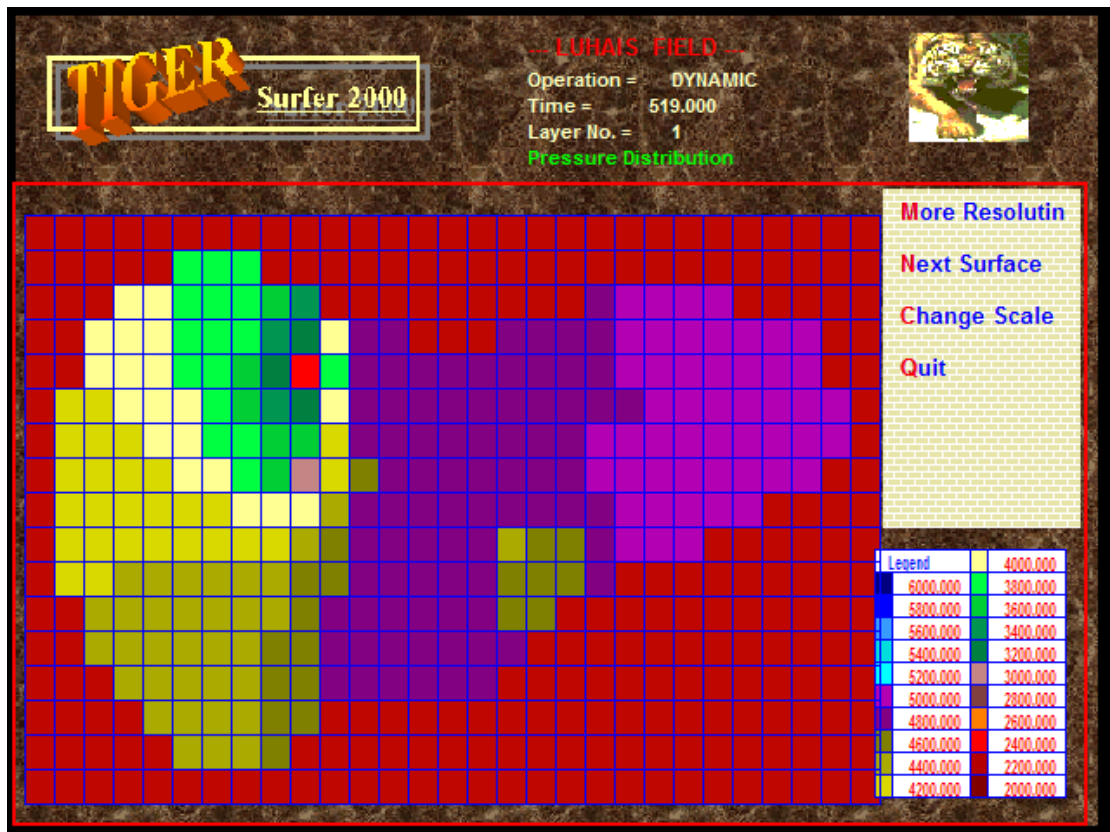 TIGER
Surfer 2000
--- LUHAIS FIELD ---
Operation = DYNAMIC
Time = 519.000
Layer No. = 1
Pressure Distribution
More Resolutin
Next Surface
Change Scale
Quit
Legend 4000.000
6000.000 3800.000
5800.000 3600.000
5600.000 3400.000
5400.000 3200.000
5200.000 3000.000
5000.000 2800.000
4800.000 2600.000
4600.000 2400.000
4400.000 2200.000
4200.000 2000.000